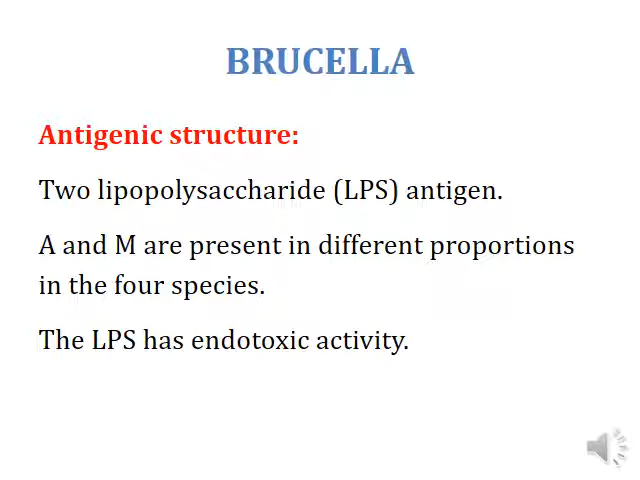 BRUCELLA
Antigenic structure:
Two lipopolysaccharide (LPS) antigen.
A and M are present in different proportions
in the four species.
The LPS has endotoxic activity.